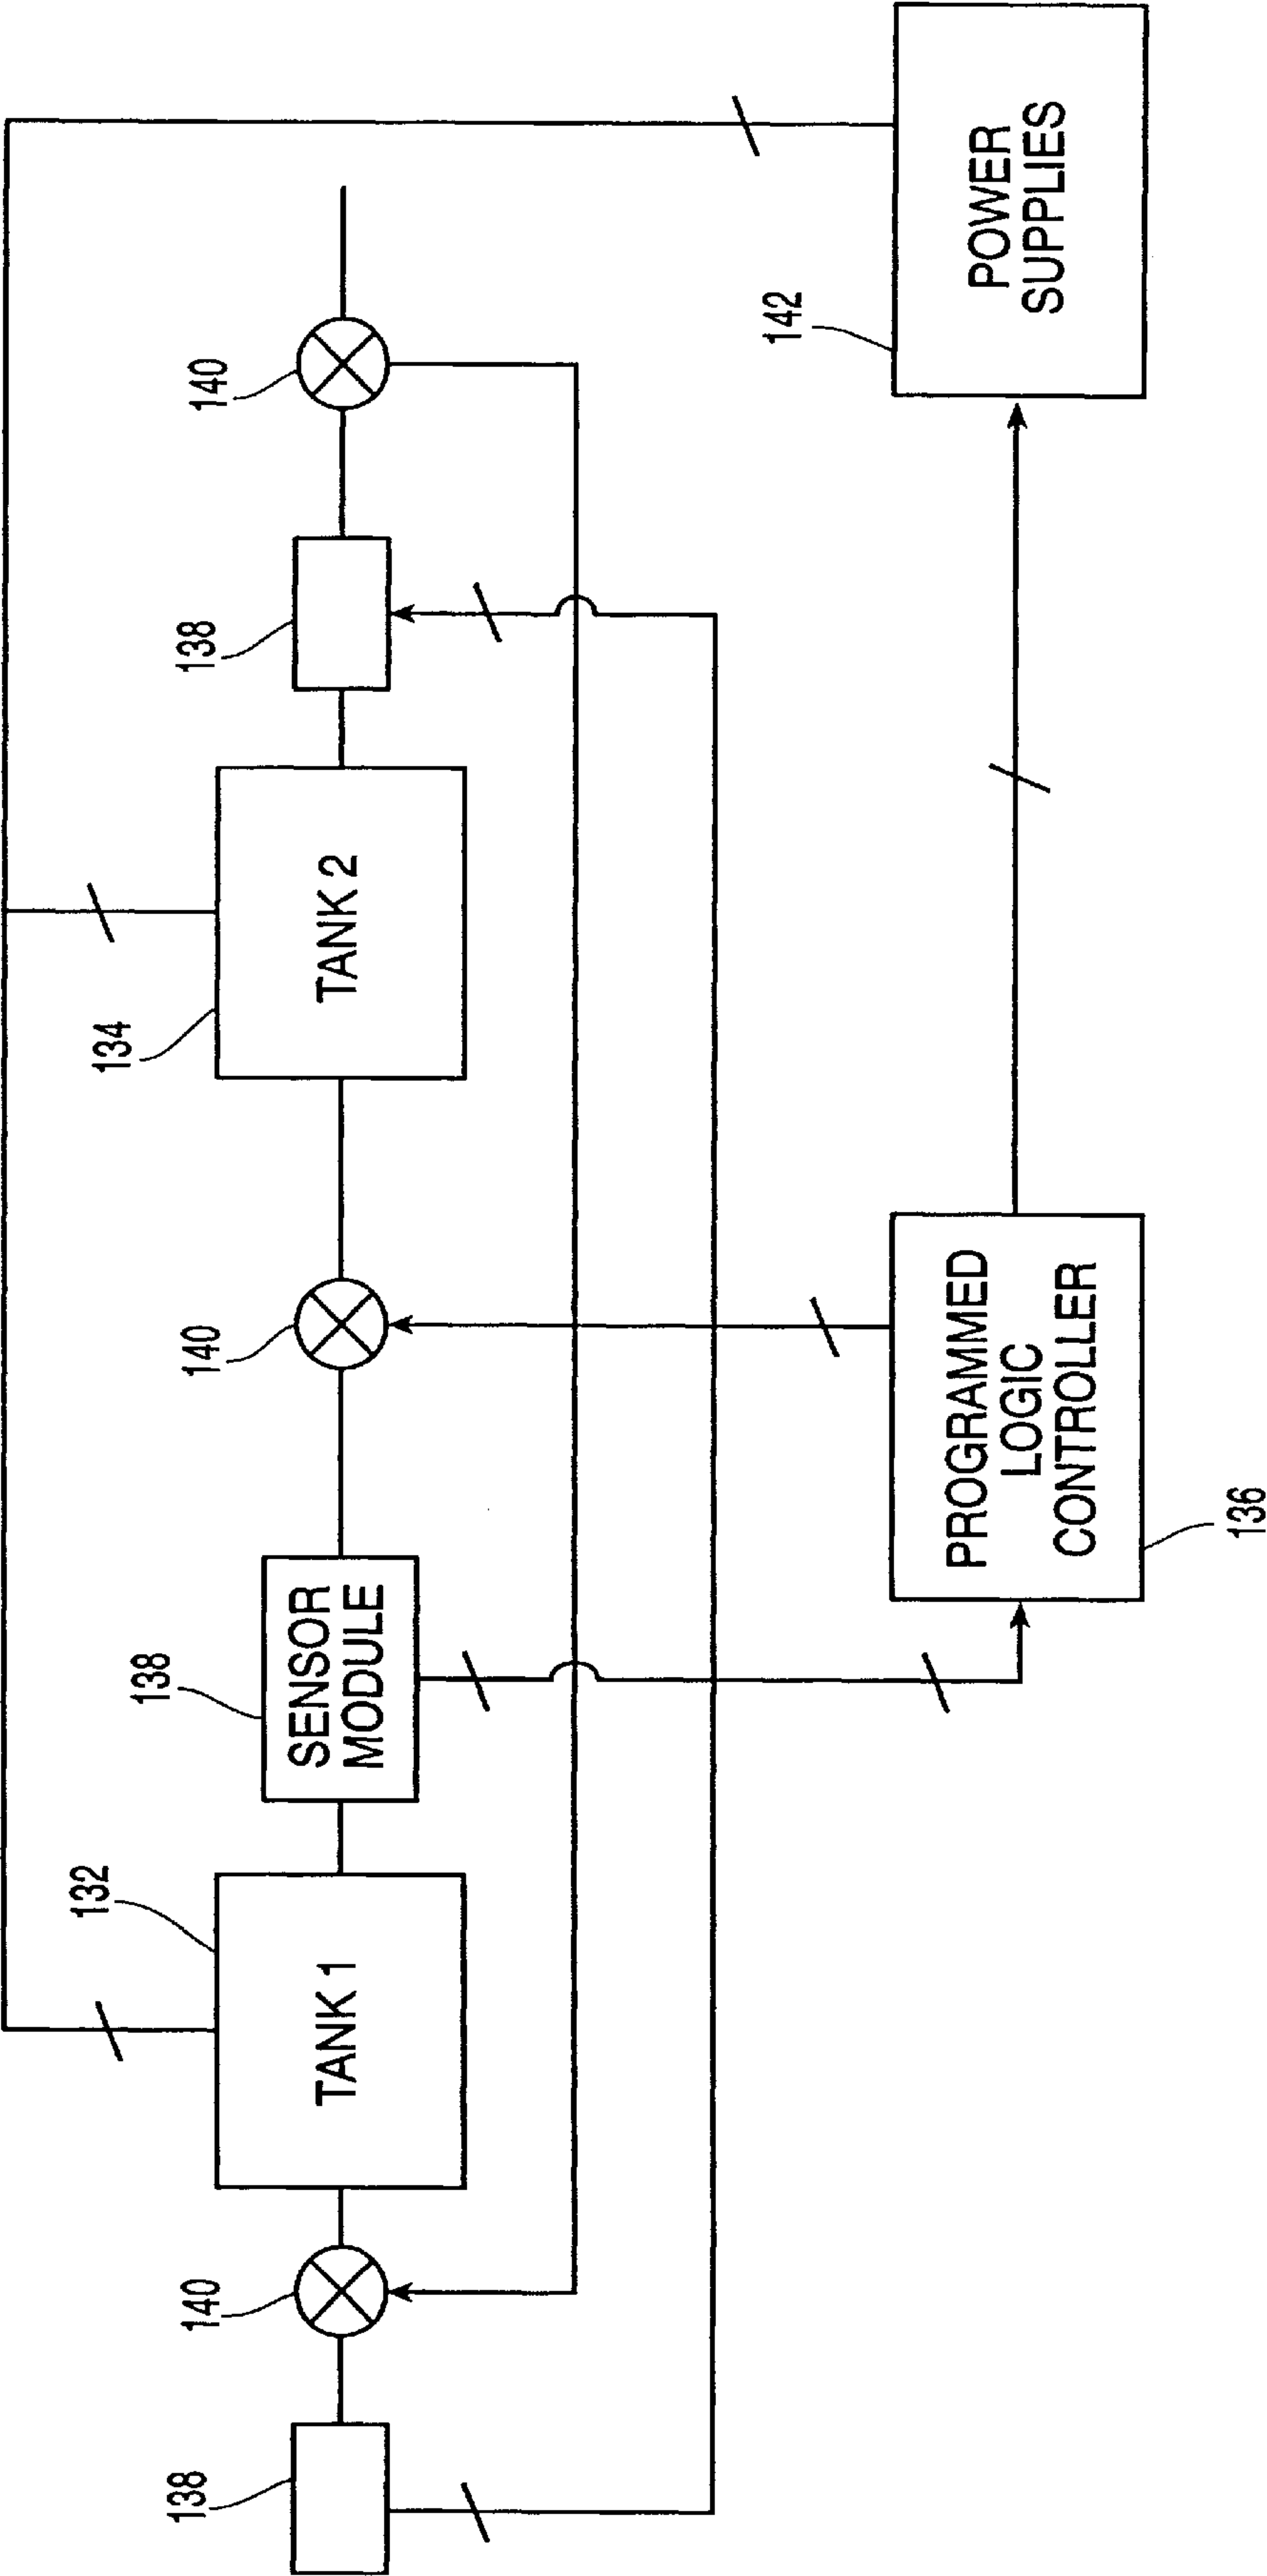 138
140
132
TANK 1
138
SENSOR
MODULE
140
134
TANK 2
138
140
136
PROGRAMMED
LOGIC
CONTROLLER
142
POWER
SUPPLIES